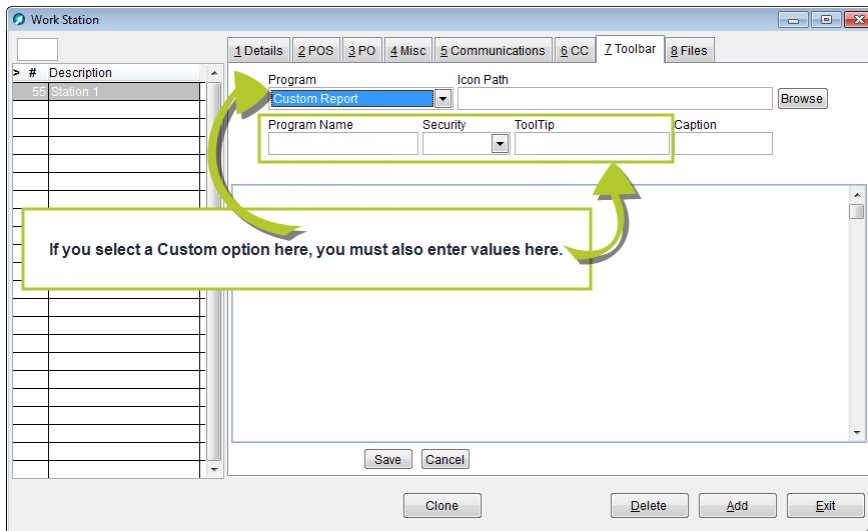 Work Station
1 Details 2 POS 3 PO 4 Misc 5 Communications 6 CC 7 Toolbar 8 Files
> # Description
55 Station 1
Program Icon Path
Custom Report Browse
Program Name Security ToolTip Caption
If you select a Custom option here, you must also enter values here.
Save Cancel
Clone Delete Add Exit